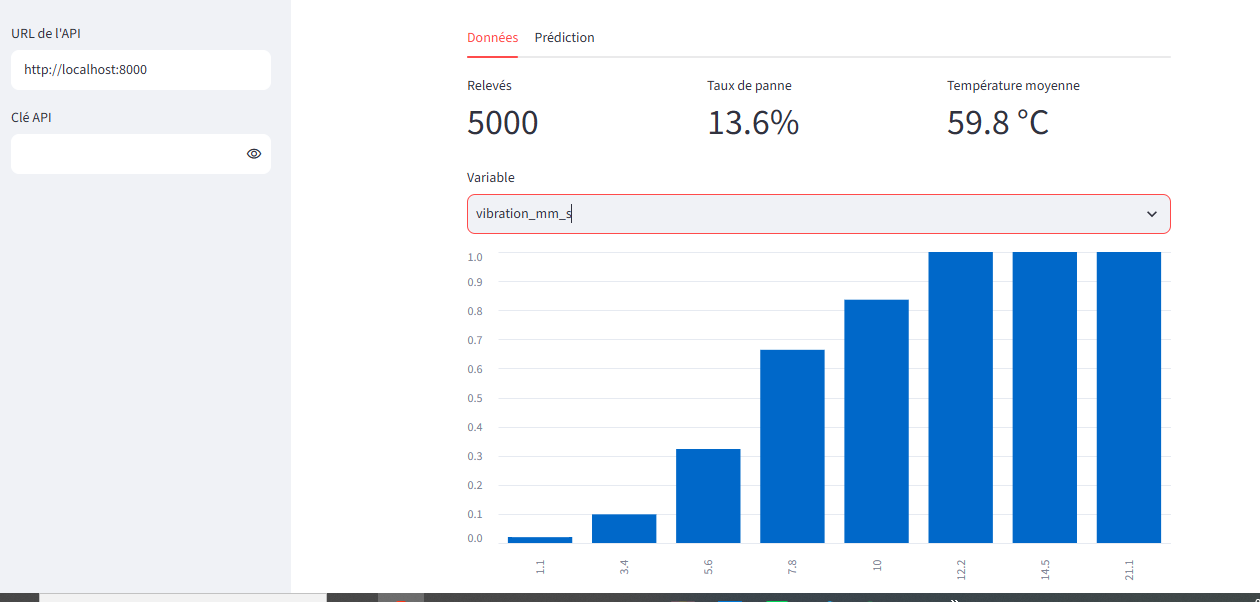 URL de l'API
http://localhost:8000
Clé API
Données Prédiction
Relevés Taux de panne Température moyenne
5000 13.6% 59.8 °C
Variable
vibration_mm_s
1.0
0.9
0.8
0.7
0.6
0.5
0.4
0.3
0.2
0.1
0.0
1.1 3.4 5.6 7.8 10 12.2 14.5 21.1